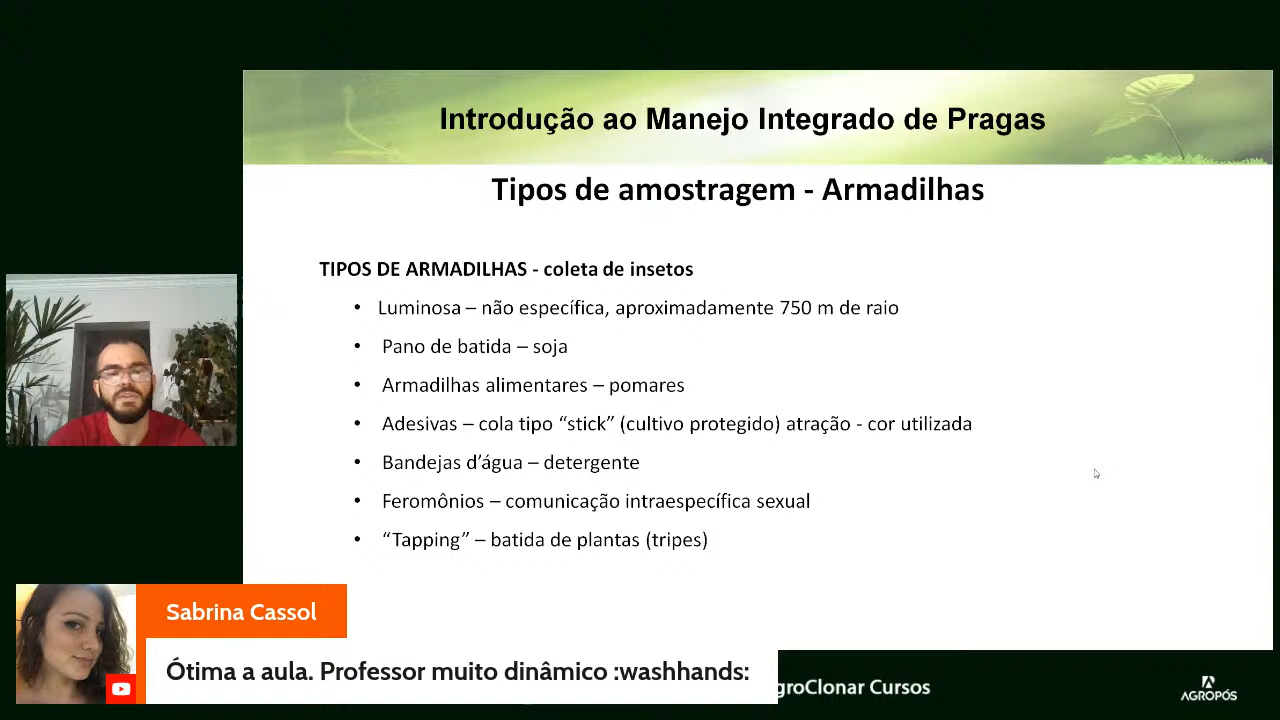 Introdução ao Manejo Integrado de Pragas
Tipos de amostragem - Armadilhas
TIPOS DE ARMADILHAS - coleta de insetos
• Luminosa – não específica, aproximadamente 750 m de raio
• Pano de batida – soja
• Armadilhas alimentares – pomares
• Adesivas – cola tipo “stick” (cultivo protegido) atração - cor utilizada
• Bandejas d’água – detergente
• Feromônios – comunicação intraespecífica sexual
• “Tapping” – batida de plantas (tripes)
Sabrina Cassol
Ótima a aula. Professor muito dinâmico :washhands:
groClonar Cursos
AGROPÓS